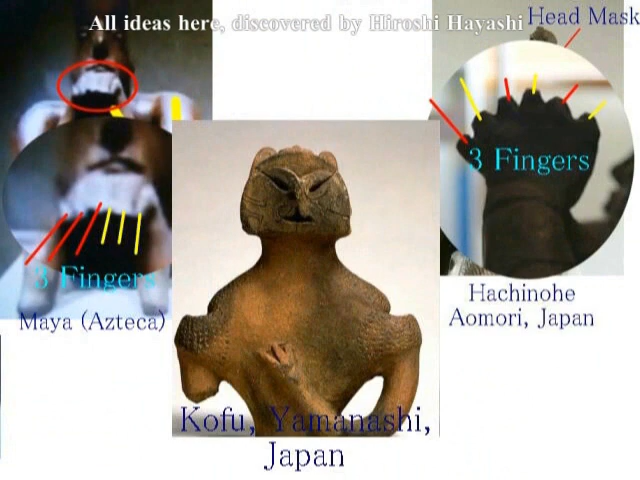 All ideas here, discovered by Hiroshi Hayashi
Head Mask
3 Fingers
3 Fingers
Maya (Azteca)
Hachinohe
Aomori, Japan
Kofu, Yamanashi,
Japan